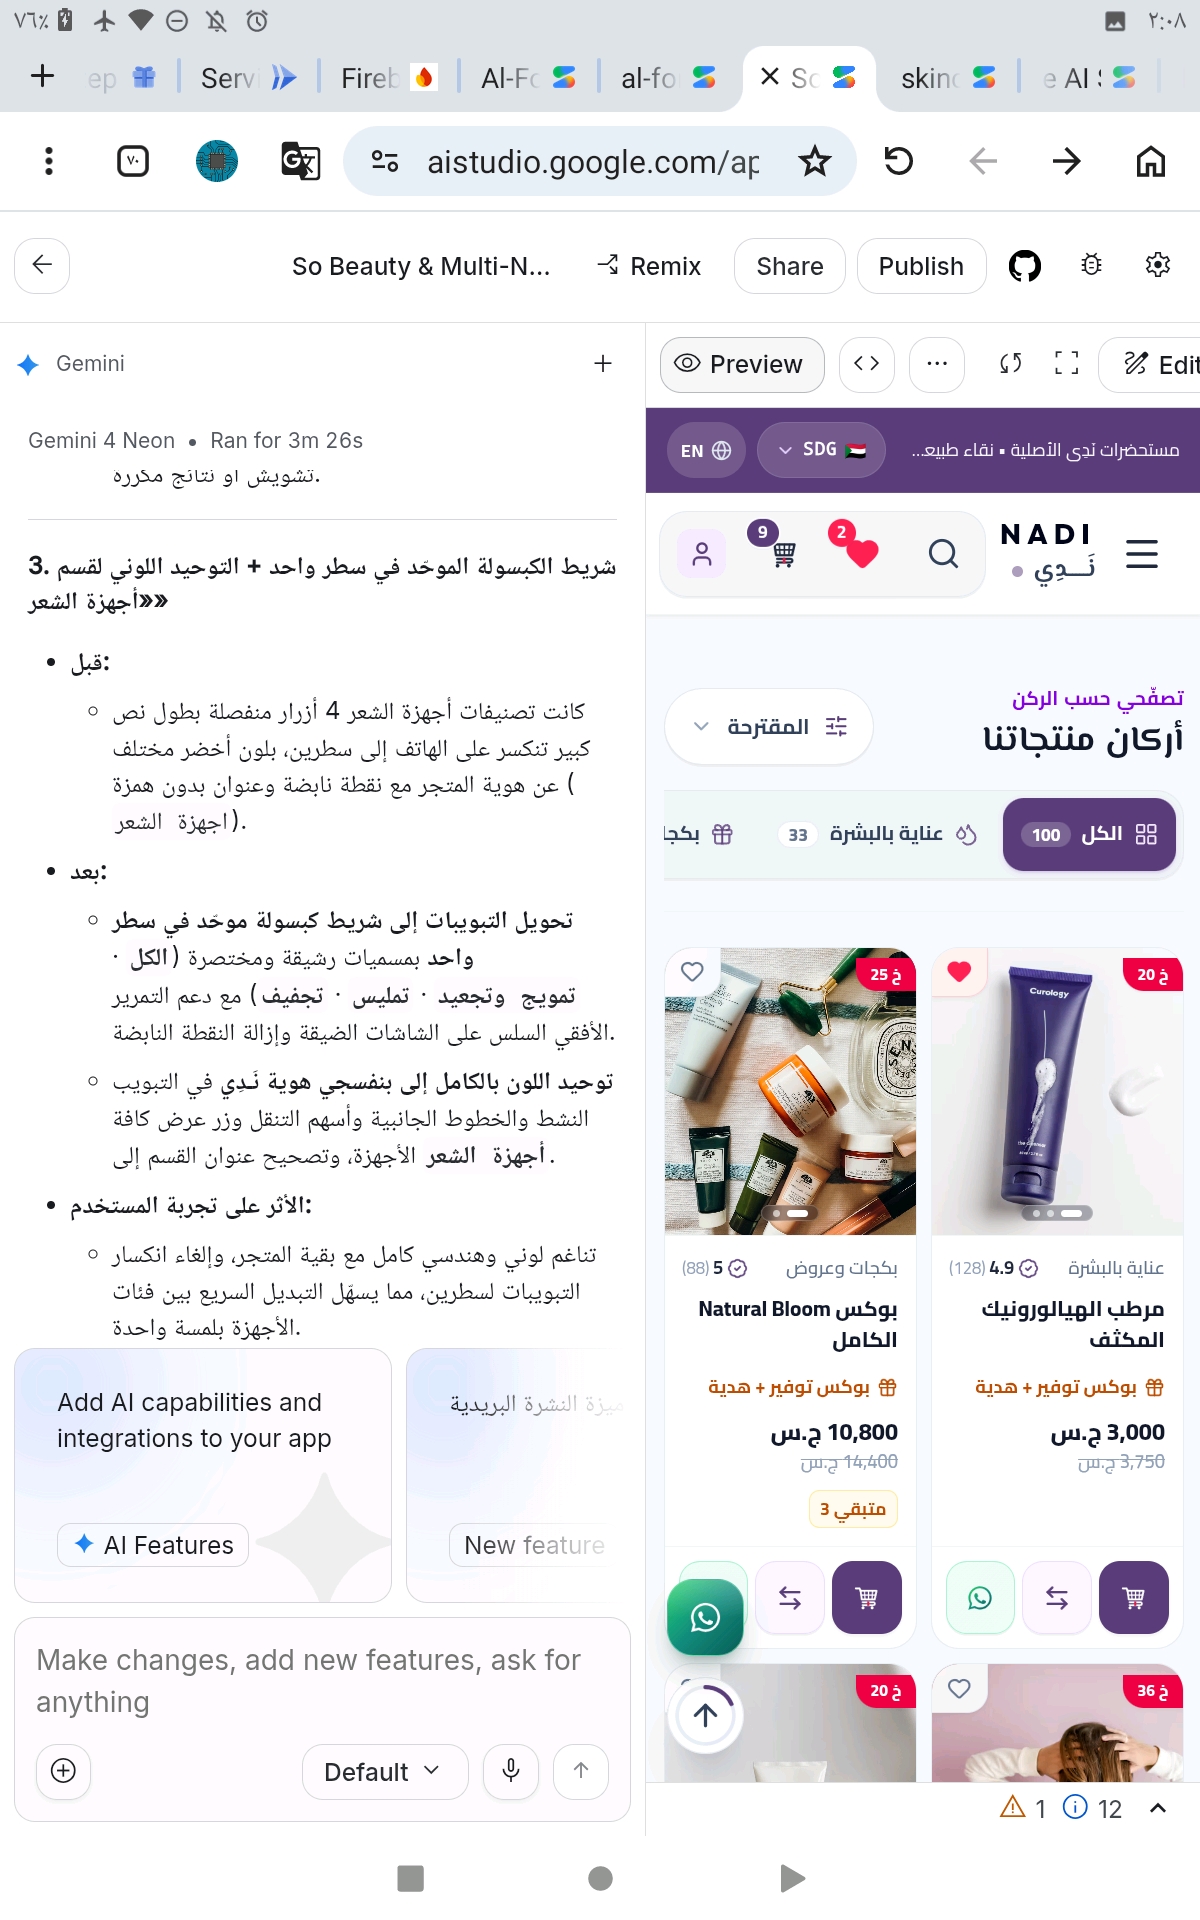 ٧٦٪
٢:٠٨
ep
Servi
Fireb
Al-Fo
al-fo
So
skinc
e AI S
٧٠
aistudio.google.com/ap
So Beauty & Multi-N...
Remix
Share
Publish
Gemini
Gemini 4 Neon • Ran for 3m 26s
تشويش أو نتائج مكررة.
3. شريط الكبسولة الموحّد في سطر واحد + التوحيد اللوني لقسم
«أجهزة الشعر»
قبل:
كانت تصنيفات أجهزة الشعر 4 أزرار منفصلة بطول نص
كبير تنكسر على الهاتف إلى سطرين، بلون أخضر مختلف
عن هوية المتجر مع نقطة نابضة وعنوان بدون همزة (
اجهزة الشعر).
بعد:
تحويل التبويبات إلى شريط كبسولة موحّد في سطر
واحد بمسميات رشيقة ومختصرة (الكل ·
تمويج وتجعيد · تمليس · تجفيف) مع دعم التمرير
الأفقي السلس على الشاشات الضيقة وإزالة النقطة النابضة.
توحيد اللون بالكامل إلى بنفسجي هوية نَـدِي في التبويب
النشط والخطوط الجانبية وأسهم التنقل وزر عرض كافة
الأجهزة، وتصحيح عنوان القسم إلى أجهزة الشعر.
الأثر على تجربة المستخدم:
تناغم لوني وهندسي كامل مع بقية المتجر، وإلغاء انكسار
التبويبات لسطرين، مما يسهّل التبديل السريع بين فئات
الأجهزة بلمسة واحدة.
Add AI capabilities and
integrations to your app
AI Features
ميزة النشرة البريدية
New feature
Make changes, add new features, ask for
anything
Default
Preview
Edit
مستحضرات نَدِي الأصلية • نقاء طبيعـ...
SDG
EN
NADI
نَـــدِي
2
9
تصفّحي حسب الركن
أركان منتجاتنا
المقترحة
الكل 100
عناية بالبشرة 33
بكجا
خ 20
Curology
عناية بالبشرة
4.9 (128)
مرطب الهيالورونيك
المكثف
بوكس توفير + هدية
3,000 ج.س
3,750 ج.س
خ 25
بكجات وعروض
5 (88)
بوكس Natural Bloom
الكامل
بوكس توفير + هدية
10,800 ج.س
14,400 ج.س
متبقي 3
خ 36
خ 20
1
12